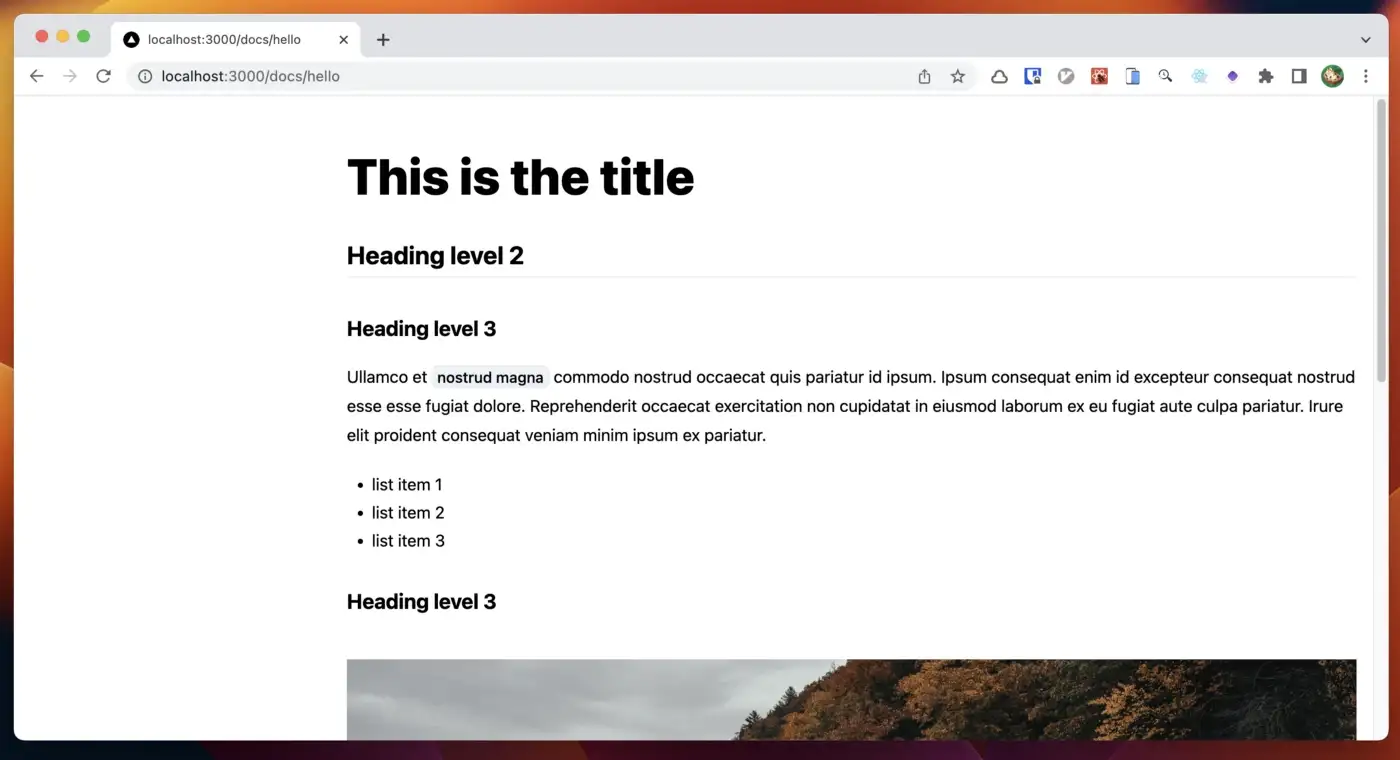 localhost:3000/docs/hello
localhost:3000/docs/hello
This is the title
Heading level 2
Heading level 3
Ullamco et nostrud magna commodo nostrud occaecat quis pariatur id ipsum. Ipsum consequat enim id excepteur consequat nostrud
esse esse fugiat dolore. Reprehenderit occaecat exercitation non cupidatat in eiusmod laborum ex eu fugiat aute culpa pariatur. Irure
elit proident consequat veniam minim ipsum ex pariatur.
• list item 1
• list item 2
• list item 3
Heading level 3